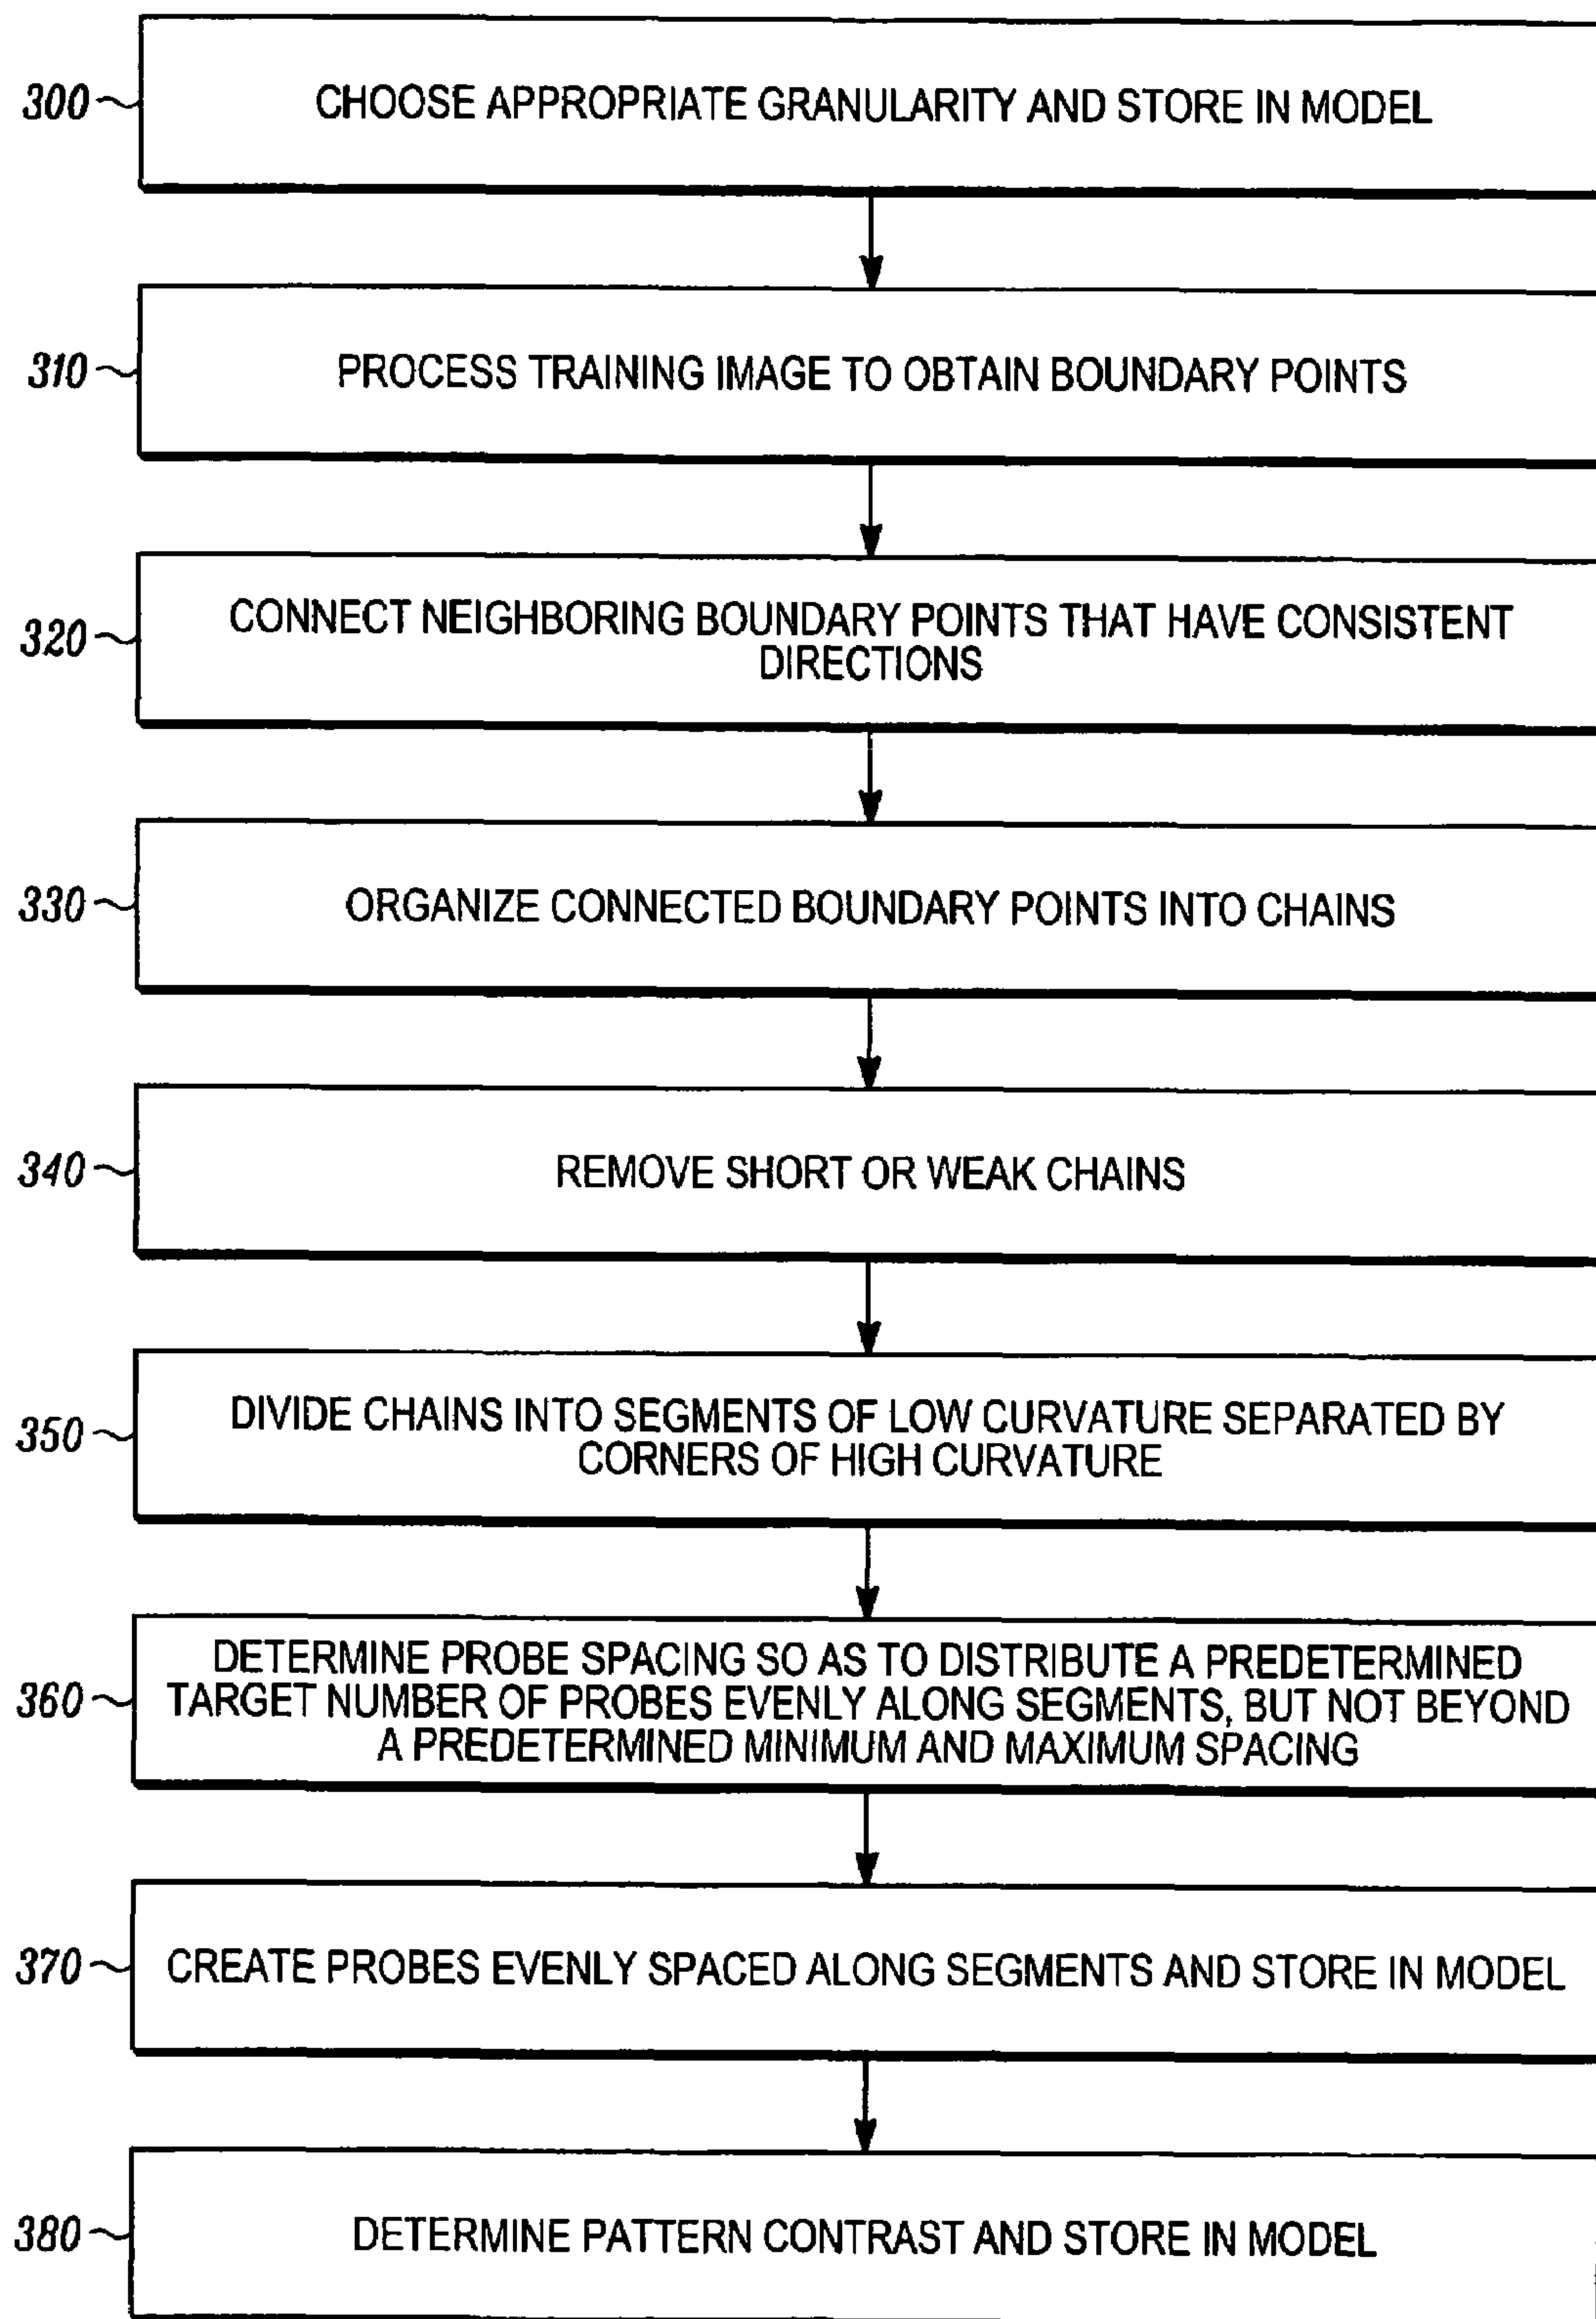 300
CHOOSE APPROPRIATE GRANULARITY AND STORE IN MODEL
310
PROCESS TRAINING IMAGE TO OBTAIN BOUNDARY POINTS
320
CONNECT NEIGHBORING BOUNDARY POINTS THAT HAVE CONSISTENT
DIRECTIONS
330
ORGANIZE CONNECTED BOUNDARY POINTS INTO CHAINS
340
REMOVE SHORT OR WEAK CHAINS
350
DIVIDE CHAINS INTO SEGMENTS OF LOW CURVATURE SEPARATED BY
CORNERS OF HIGH CURVATURE
360
DETERMINE PROBE SPACING SO AS TO DISTRIBUTE A PREDETERMINED
TARGET NUMBER OF PROBES EVENLY ALONG SEGMENTS, BUT NOT BEYOND
A PREDETERMINED MINIMUM AND MAXIMUM SPACING
370
CREATE PROBES EVENLY SPACED ALONG SEGMENTS AND STORE IN MODEL
380
DETERMINE PATTERN CONTRAST AND STORE IN MODEL